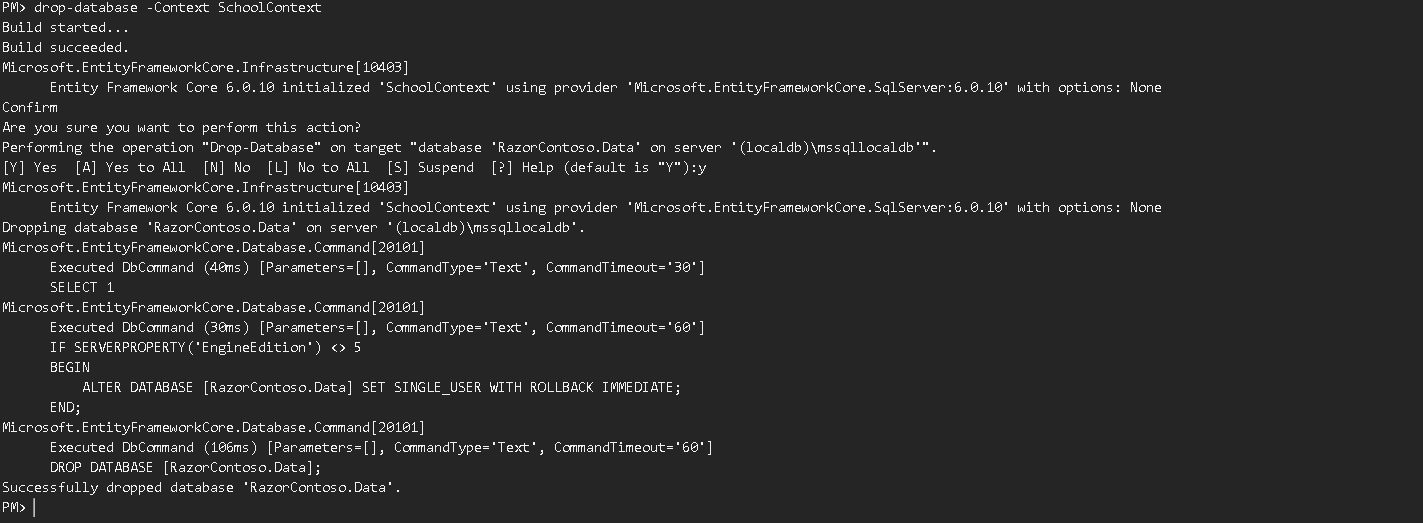 PM> drop-database -Context SchoolContext
Build started...
Build succeeded.
Microsoft.EntityFrameworkCore.Infrastructure[10403]
      Entity Framework Core 6.0.10 initialized 'SchoolContext' using provider 'Microsoft.EntityFrameworkCore.SqlServer:6.0.10' with options: None
Confirm
Are you sure you want to perform this action?
Performing the operation "Drop-Database" on target "database 'RazorContoso.Data' on server '(localdb)\mssqllocaldb'".
[Y] Yes  [A] Yes to All  [N] No  [L] No to All  [S] Suspend  [?] Help (default is "Y"):y
Microsoft.EntityFrameworkCore.Infrastructure[10403]
      Entity Framework Core 6.0.10 initialized 'SchoolContext' using provider 'Microsoft.EntityFrameworkCore.SqlServer:6.0.10' with options: None
Dropping database 'RazorContoso.Data' on server '(localdb)\mssqllocaldb'.
Microsoft.EntityFrameworkCore.Database.Command[20101]
      Executed DbCommand (40ms) [Parameters=[], CommandType='Text', CommandTimeout='30']
      SELECT 1
Microsoft.EntityFrameworkCore.Database.Command[20101]
      Executed DbCommand (30ms) [Parameters=[], CommandType='Text', CommandTimeout='60']
      IF SERVERPROPERTY('EngineEdition') <> 5
      BEGIN
          ALTER DATABASE [RazorContoso.Data] SET SINGLE_USER WITH ROLLBACK IMMEDIATE;
      END;
Microsoft.EntityFrameworkCore.Database.Command[20101]
      Executed DbCommand (106ms) [Parameters=[], CommandType='Text', CommandTimeout='60']
      DROP DATABASE [RazorContoso.Data];
Successfully dropped database 'RazorContoso.Data'.
PM>